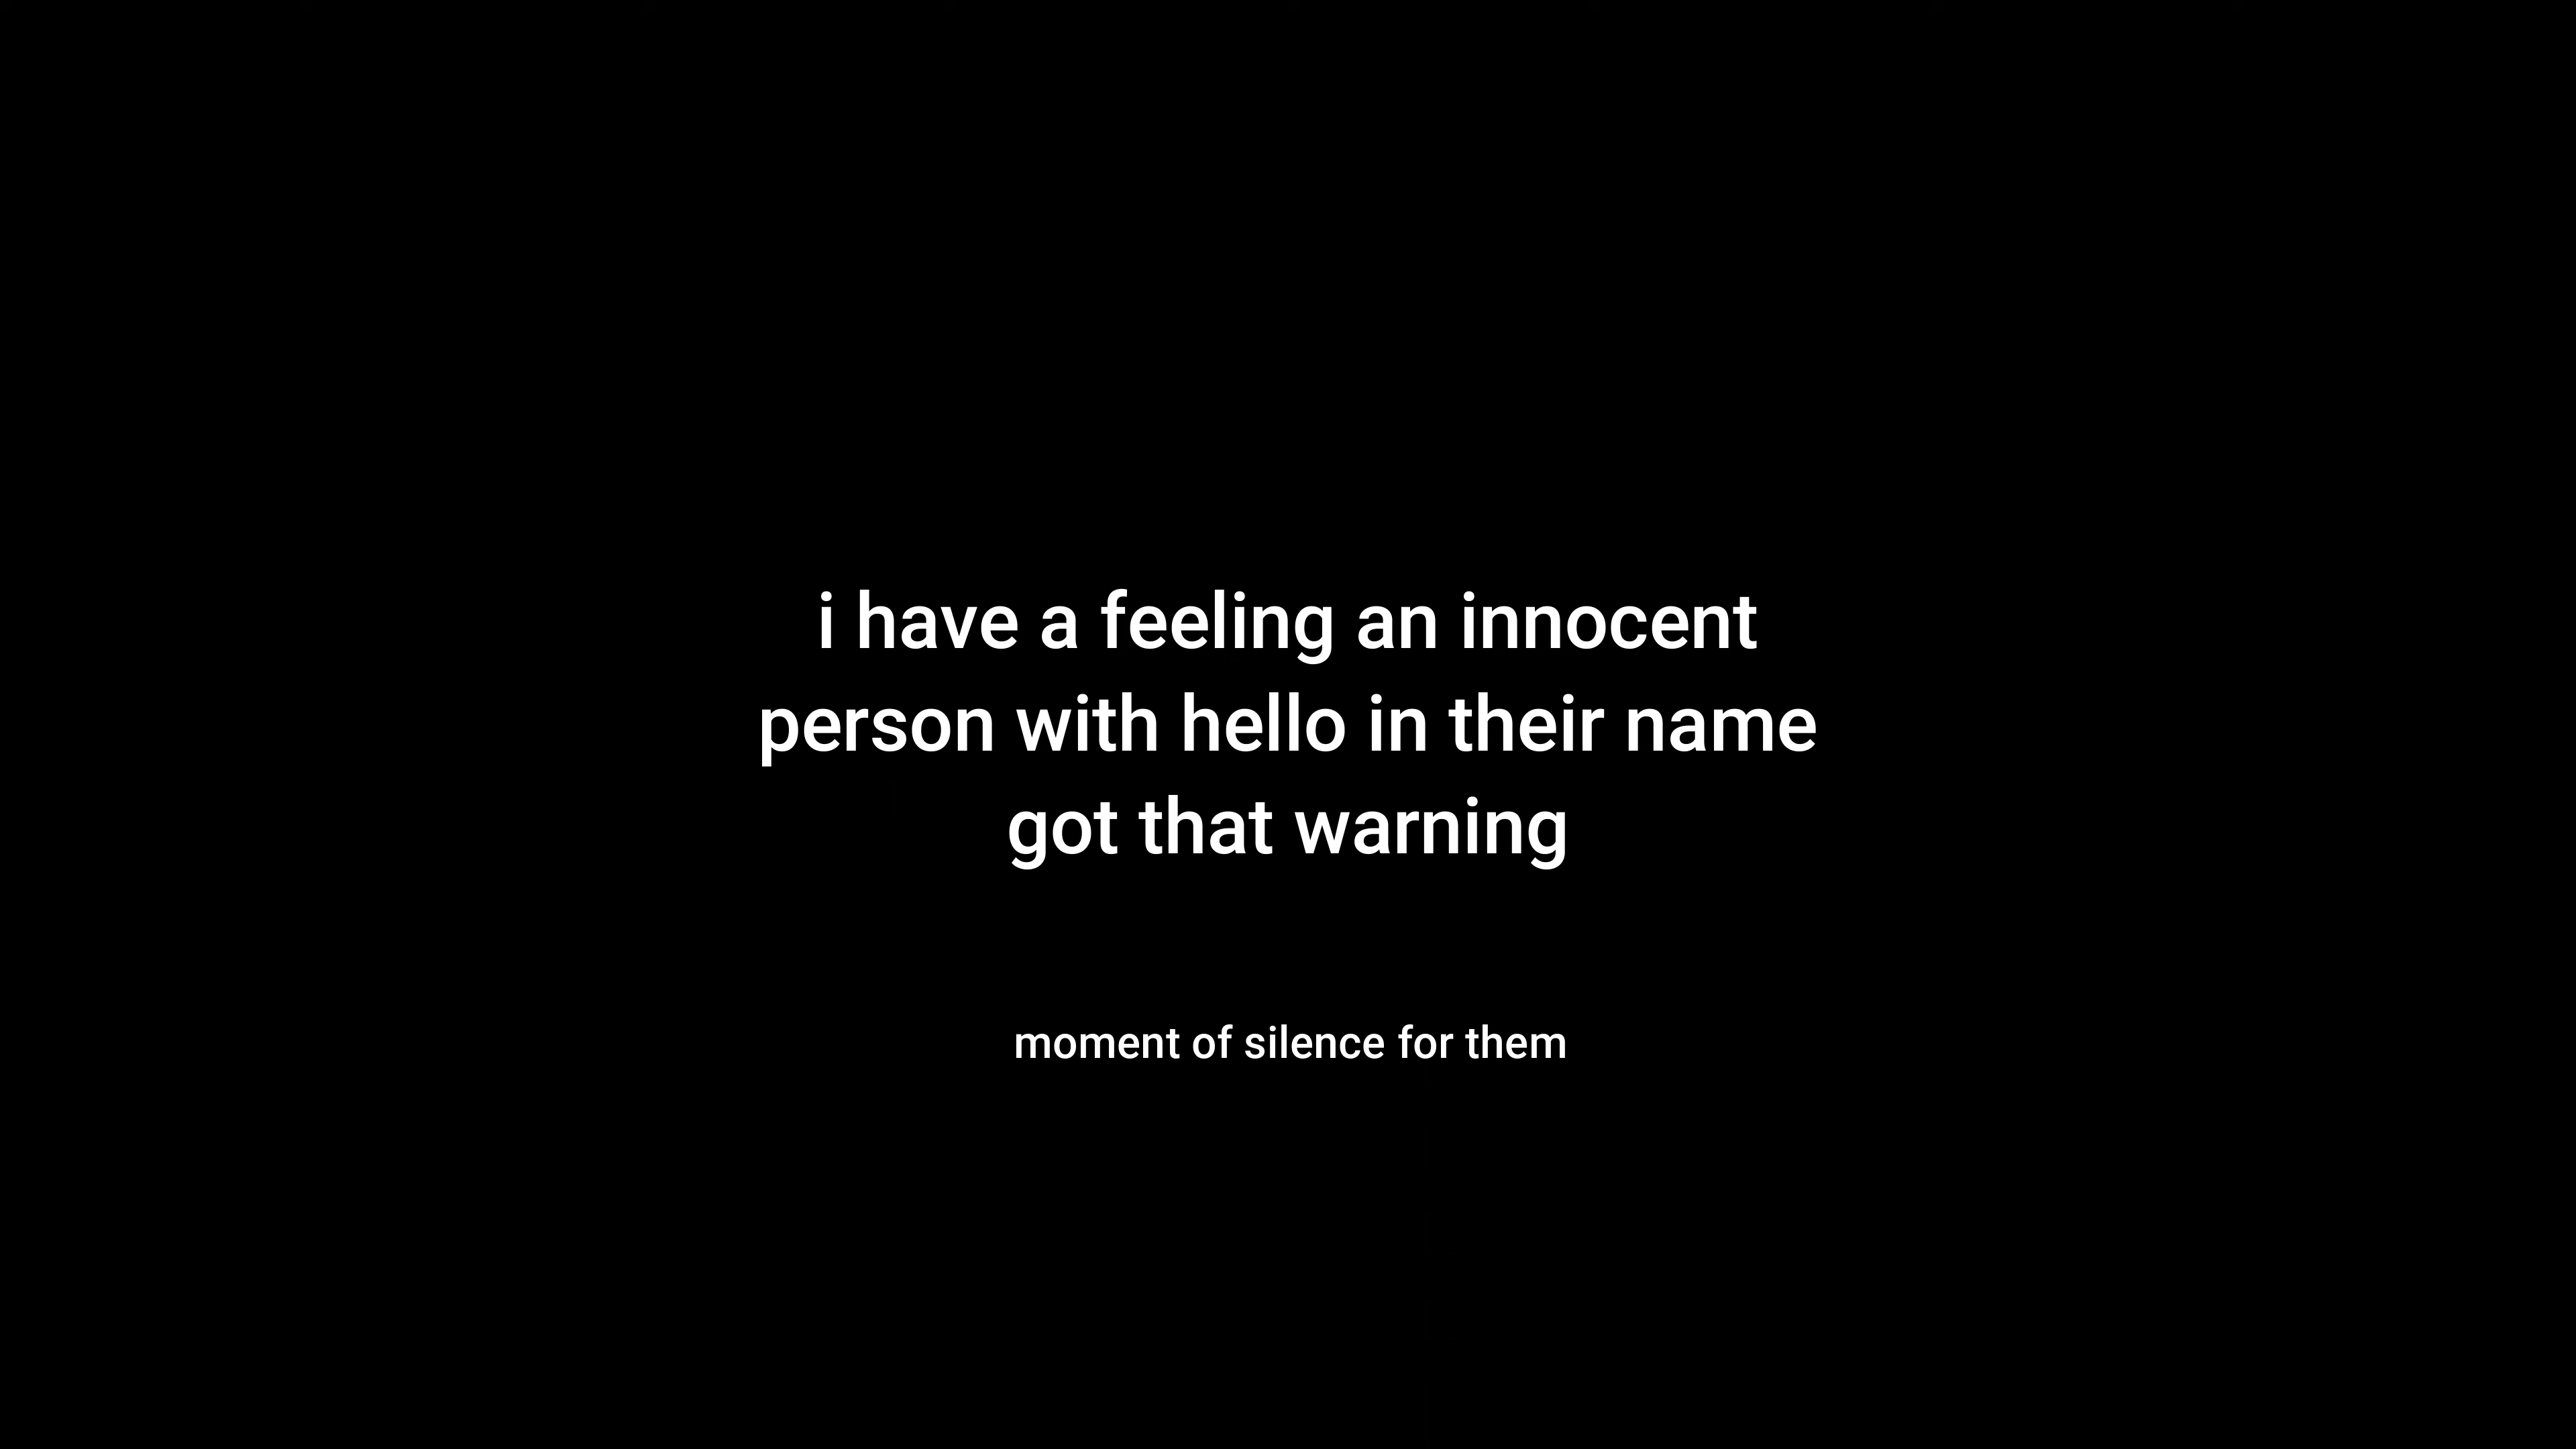 i have a feeling an innocent
person with hello in their name
got that warning
moment of silence for them